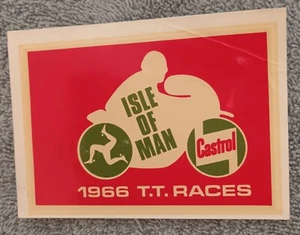 ISLE
OF
MAN
Castrol
1966 T.T. RACES